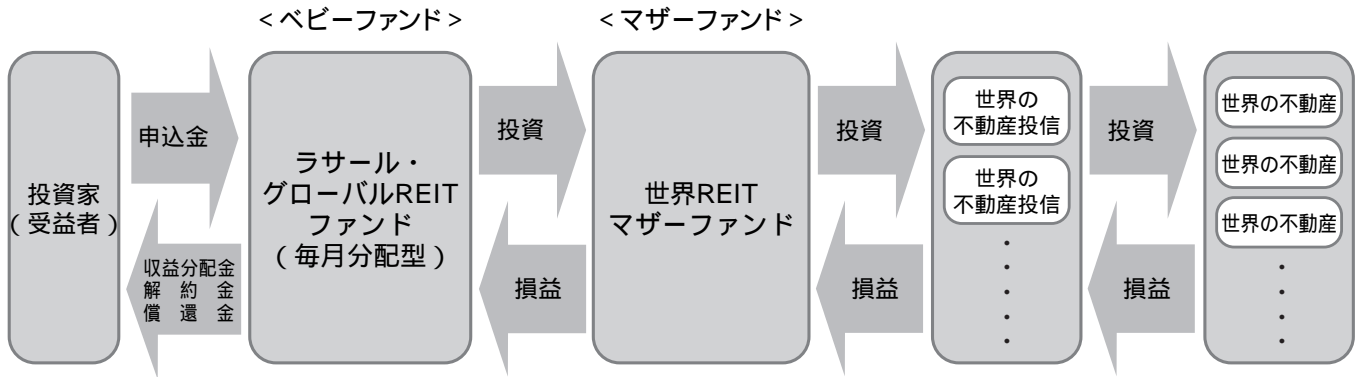 <ベビーファンド>
<マザーファンド>
投資家
(受益者)
申込金
収益分配金
解約金
償還金
ラサール・
グローバルREIT
ファンド
(毎月分配型)
投資
損益
世界REIT
マザーファンド
投資
損益
世界の
不動産投信
世界の
不動産投信
・
・
・
・
・
投資
損益
世界の不動産
世界の不動産
世界の不動産
・
・
・
・